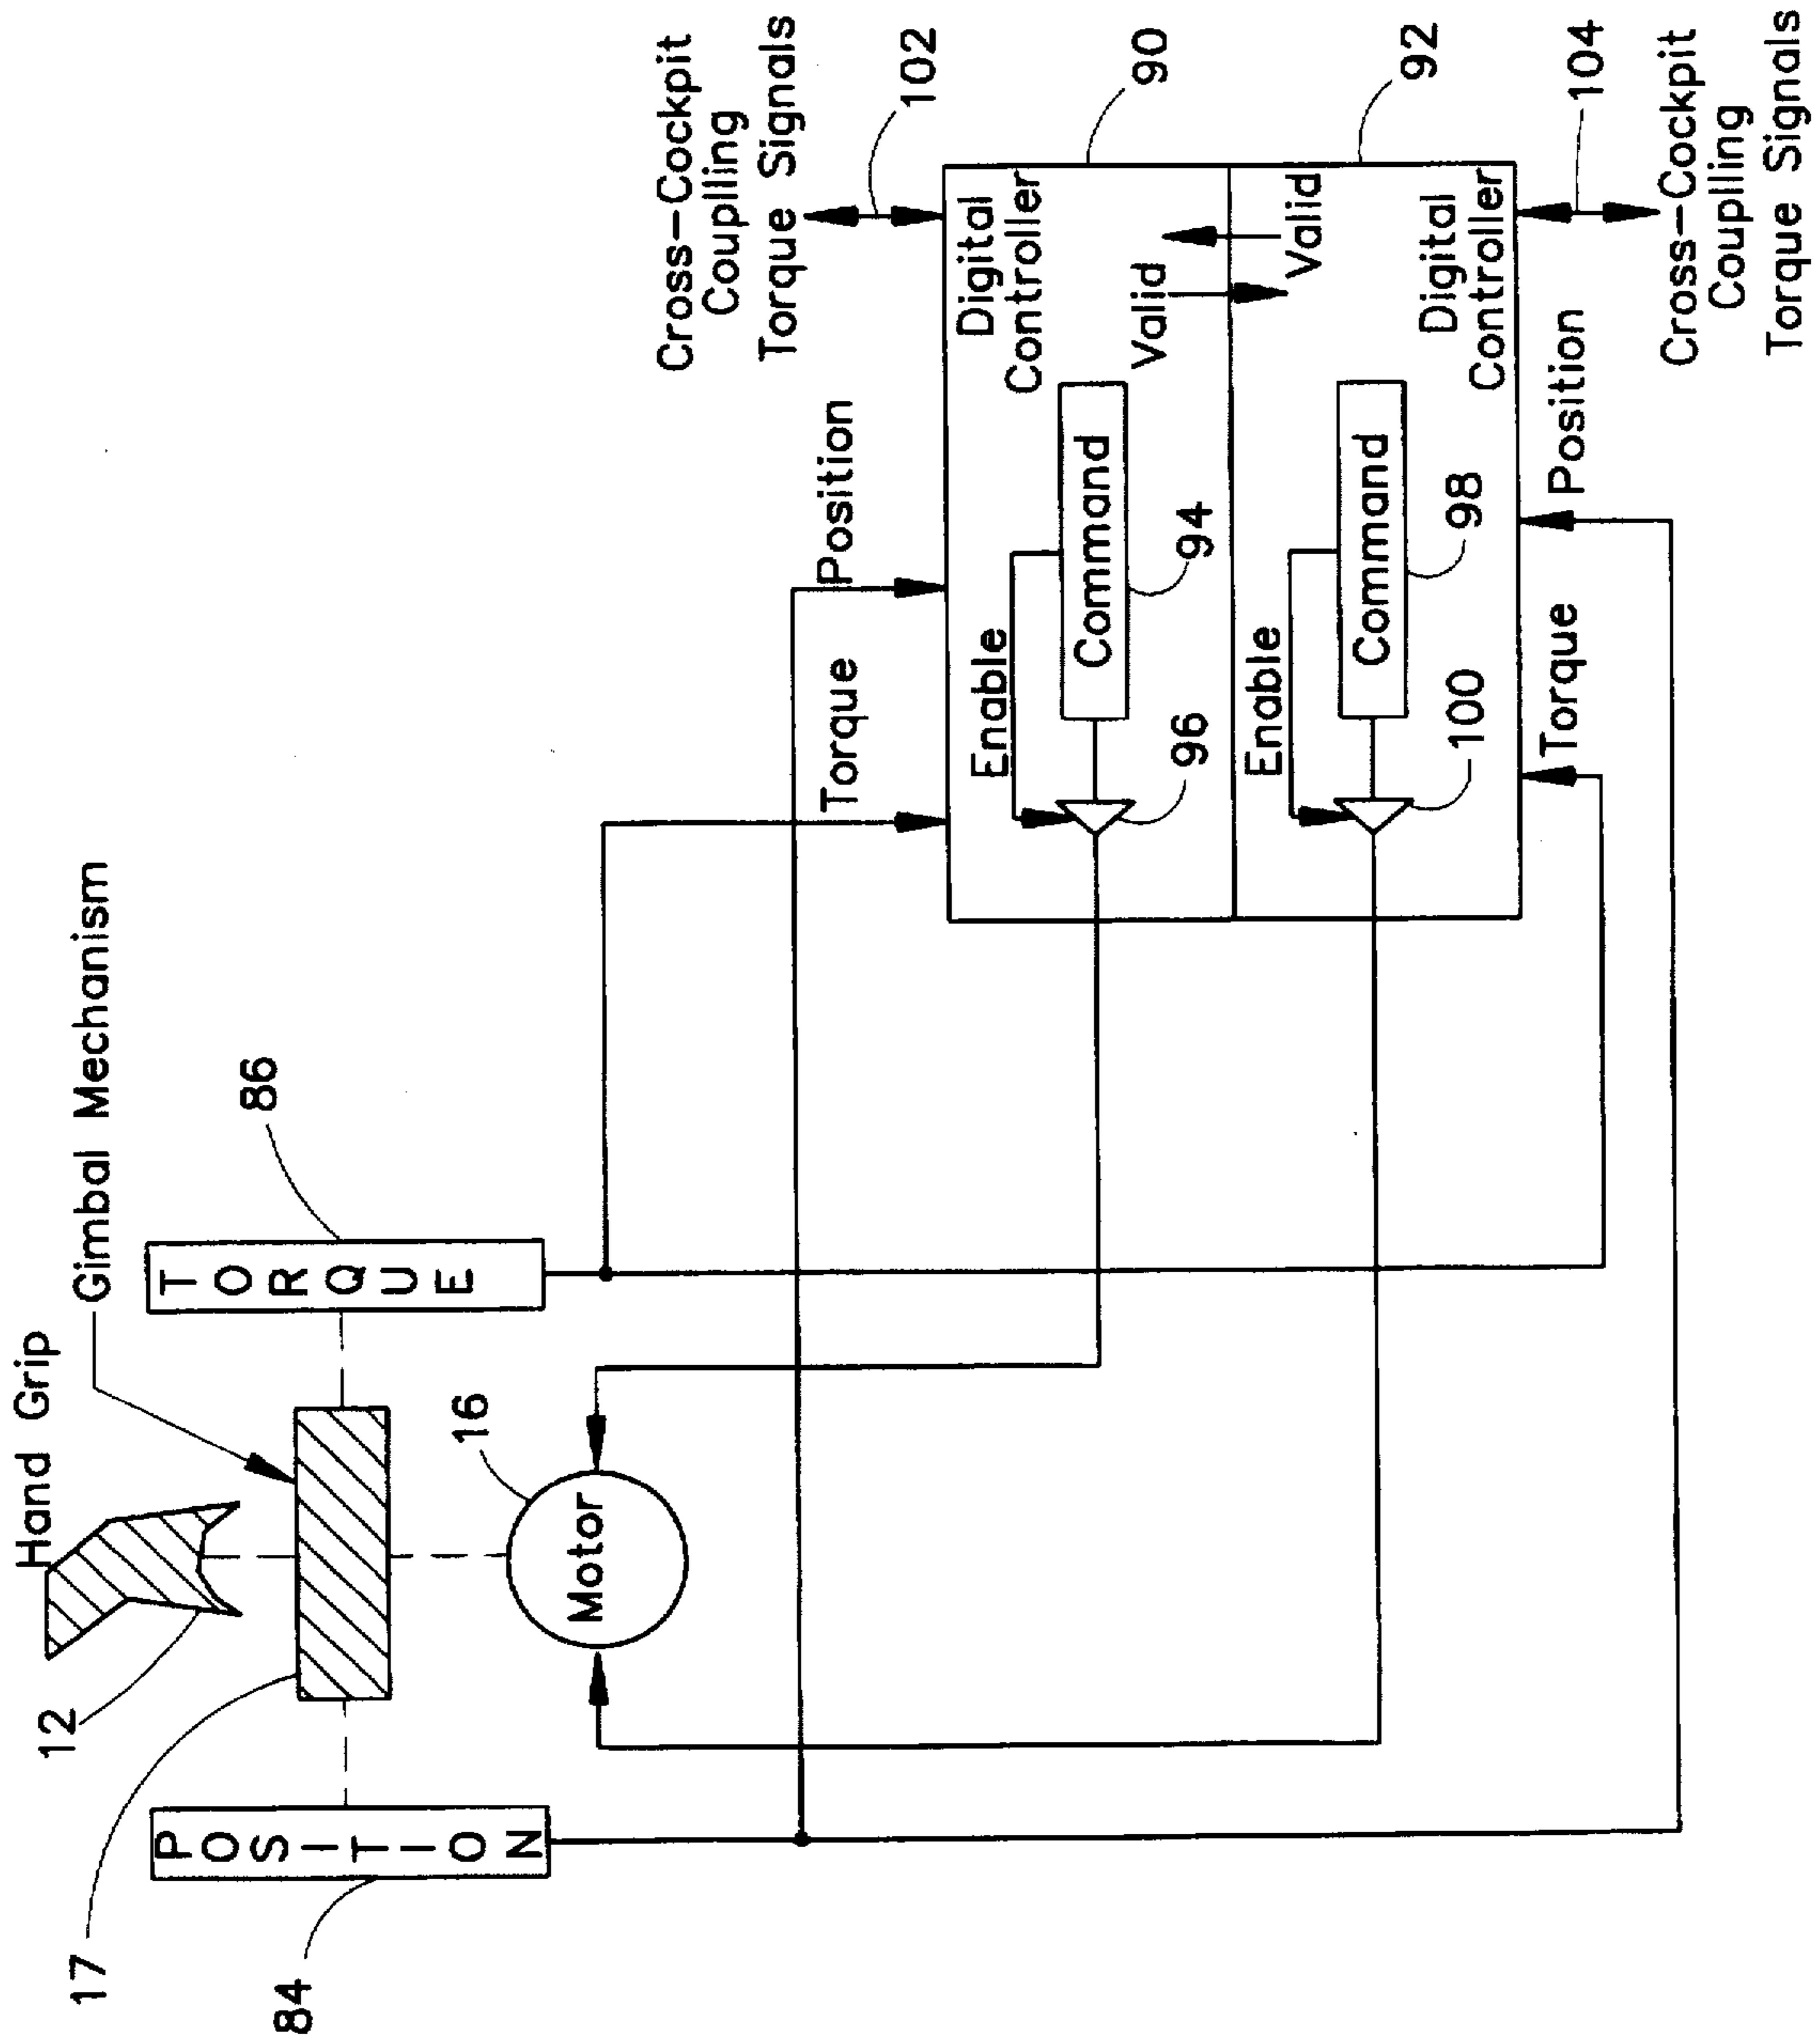 Hand Grip
12
Gimbal Mechanism
17
84
POSITION
TORQUE
86
16
Motor
Cross-Cockpit
Coupling
Torque Signals
Torque
Position
102
Digital
Controller
90
Enable
Command
94
96
Valid
Valid
92
Enable
Command
98
100
Digital
Controller
Torque
Position
104
Cross-Cockpit
Coupling
Torque Signals